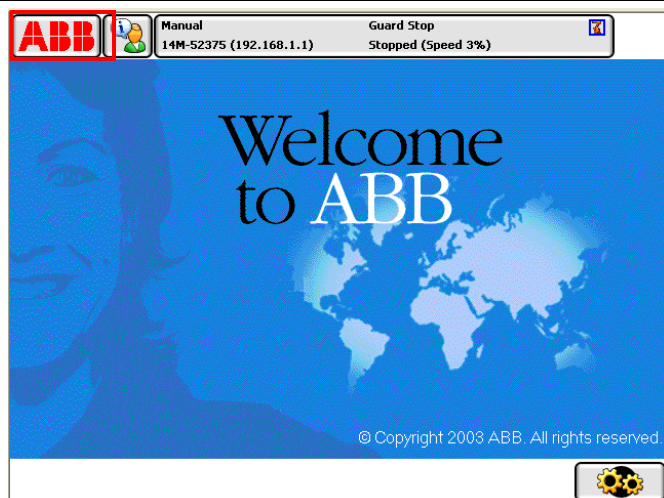 ABB
Manual
Guard Stop
14M-52375 (192.168.1.1)
Stopped (Speed 3%)
Welcome
to ABB
© Copyright 2003 ABB. All rights reserved.